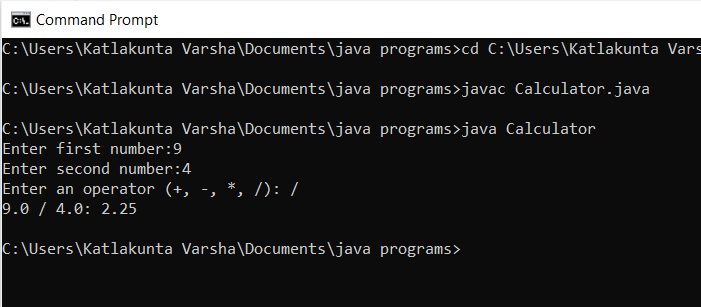 Command Prompt
C:\Users\Katlakunta Varsha\Documents\java programs>cd C:\Users\Katlakunta Vars
C:\Users\Katlakunta Varsha\Documents\java programs>javac Calculator.java
C:\Users\Katlakunta Varsha\Documents\java programs>java Calculator
Enter first number:9
Enter second number:4
Enter an operator (+, -, *, /): /
9.0 / 4.0: 2.25
C:\Users\Katlakunta Varsha\Documents\java programs>